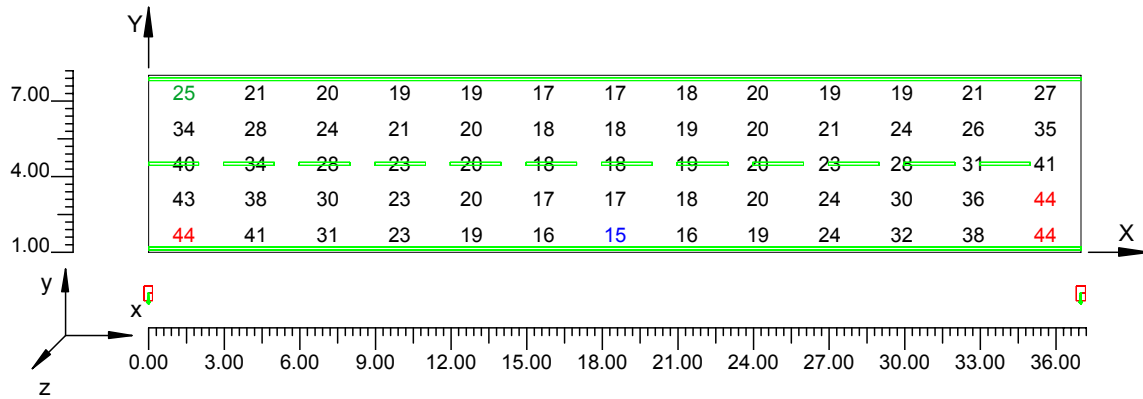 Y
7.00
25 21 20 19 19 17 17 18 20 19 19 21 27
34 28 24 21 20 18 18 19 20 21 24 26 35
40 34 28 23 20 18 18 19 20 23 28 31 41
4.00
43 38 30 23 20 17 17 18 20 24 30 36 44
1.00
44 41 31 23 19 16 15 16 19 24 32 38 44
X
y
x
z
0.00 3.00 6.00 9.00 12.00 15.00 18.00 21.00 24.00 27.00 30.00 33.00 36.00